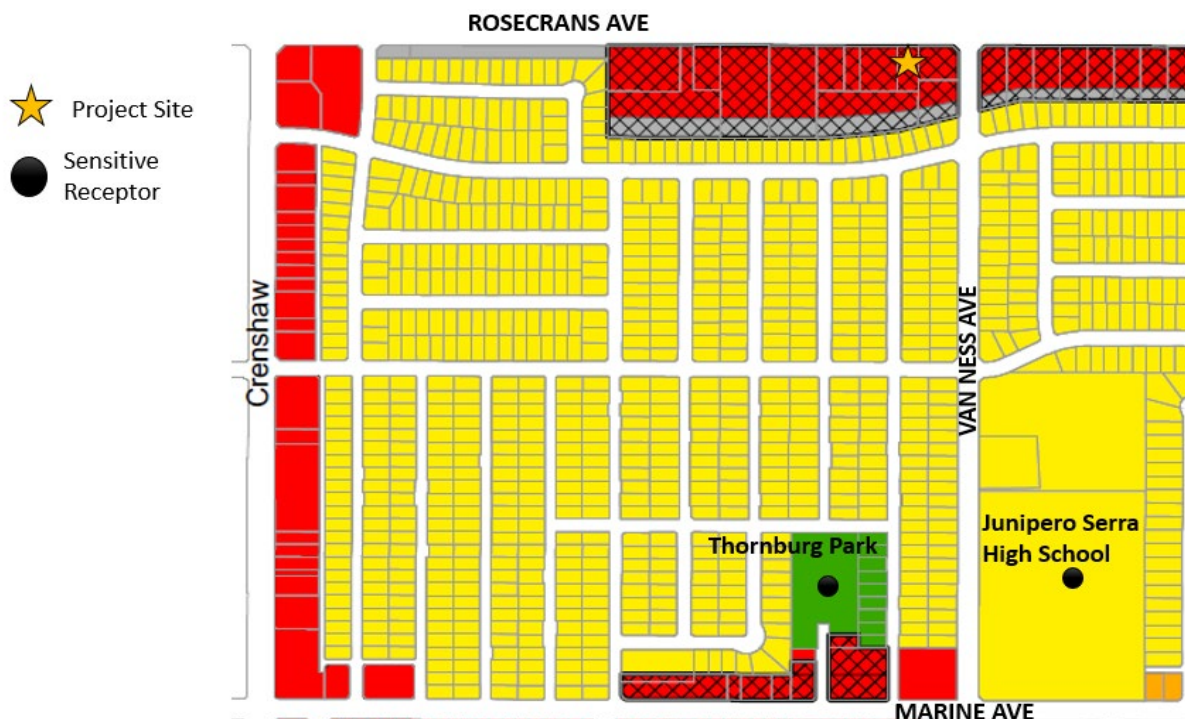 ROSECRANS AVE
Project Site
Sensitive
Receptor
Crenshaw
VAN NESS AVE
Thornburg Park
Junipero Serra
High School
MARINE AVE